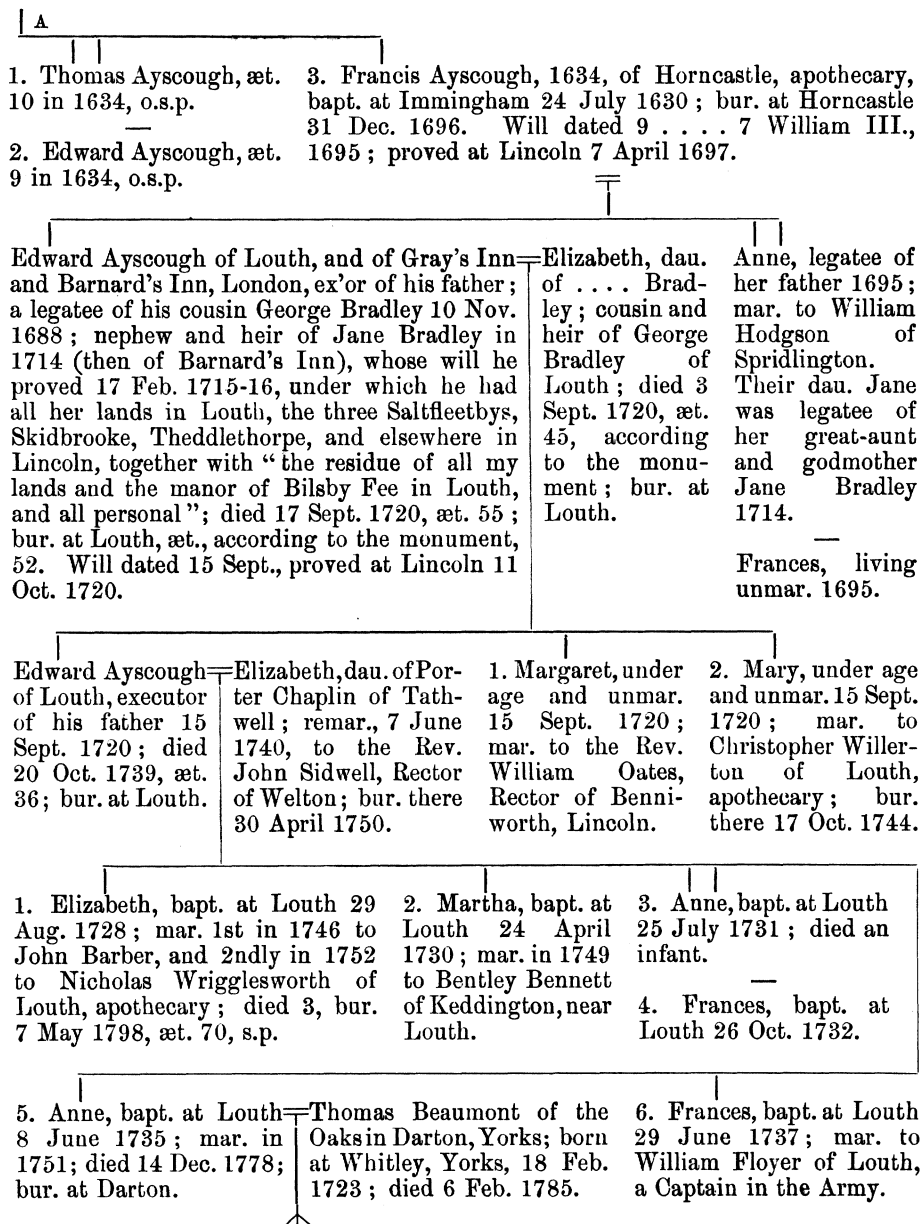 A
1. Thomas Ayscough, æt.
10 in 1634, o.s.p.
—
2. Edward Ayscough, æt.
9 in 1634, o.s.p.
3. Francis Ayscough, 1634, of Horncastle, apothecary,
bapt. at Immingham 24 July 1630 ; bur. at Horncastle
31 Dec. 1696. Will dated 9 . . . . 7 William III.,
1695 ; proved at Lincoln 7 April 1697.
Edward Ayscough of Louth, and of Gray's Inn
and Barnard's Inn, London, ex'or of his father ;
a legatee of his cousin George Bradley 10 Nov.
1688 ; nephew and heir of Jane Bradley in
1714 (then of Barnard's Inn), whose will he
proved 17 Feb. 1715-16, under which he had
all her lands in Louth, the three Saltfleetbys,
Skidbrooke, Theddlethorpe, and elsewhere in
Lincoln, together with “ the residue of all my
lands and the manor of Bilsby Fee in Louth,
and all personal ”; died 17 Sept. 1720, æt. 55 ;
bur. at Louth, æt., according to the monument,
52. Will dated 15 Sept., proved at Lincoln 11
Oct. 1720.
Elizabeth, dau.
of . . . . Brad-
ley ; cousin and
heir of George
Bradley of
Louth ; died 3
Sept. 1720, æt.
45, according
to the monu-
ment ; bur. at
Louth.
Anne, legatee of
her father 1695 ;
mar. to William
Hodgson of
Spridlington.
Their dau. Jane
was legatee of
her great-aunt
and godmother
Jane Bradley
1714.
—
Frances, living
unmar. 1695.
Edward Ayscough
of Louth, executor
of his father 15
Sept. 1720 ; died
20 Oct. 1739, æt.
36; bur. at Louth.
Elizabeth, dau. of Por-
ter Chaplin of Tath-
well ; remar., 7 June
1740, to the Rev.
John Sidwell, Rector
of Welton; bur. there
30 April 1750.
1. Margaret, under
age and unmar.
15 Sept. 1720 ;
mar. to the Rev.
William Oates,
Rector of Benni-
worth, Lincoln.
2. Mary, under age
and unmar. 15 Sept.
1720 ; mar. to
Christopher Willer-
ton of Louth,
apothecary ; bur.
there 17 Oct. 1744.
1. Elizabeth, bapt. at Louth 29
Aug. 1728 ; mar. 1st in 1746 to
John Barber, and 2ndly in 1752
to Nicholas Wrigglesworth of
Louth, apothecary ; died 3, bur.
7 May 1798, æt. 70, s.p.
2. Martha, bapt. at
Louth 24 April
1730 ; mar. in 1749
to Bentley Bennett
of Keddington, near
Louth.
3. Anne, bapt. at Louth
25 July 1731 ; died an
infant.
—
4. Frances, bapt. at
Louth 26 Oct. 1732.
5. Anne, bapt. at Louth
8 June 1735 ; mar. in
1751; died 14 Dec. 1778;
bur. at Darton.
Thomas Beaumont of the
Oaks in Darton, Yorks; born
at Whitley, Yorks, 18 Feb.
1723 ; died 6 Feb. 1785.
6. Frances, bapt. at Louth
29 June 1737 ; mar. to
William Floyer of Louth,
a Captain in the Army.